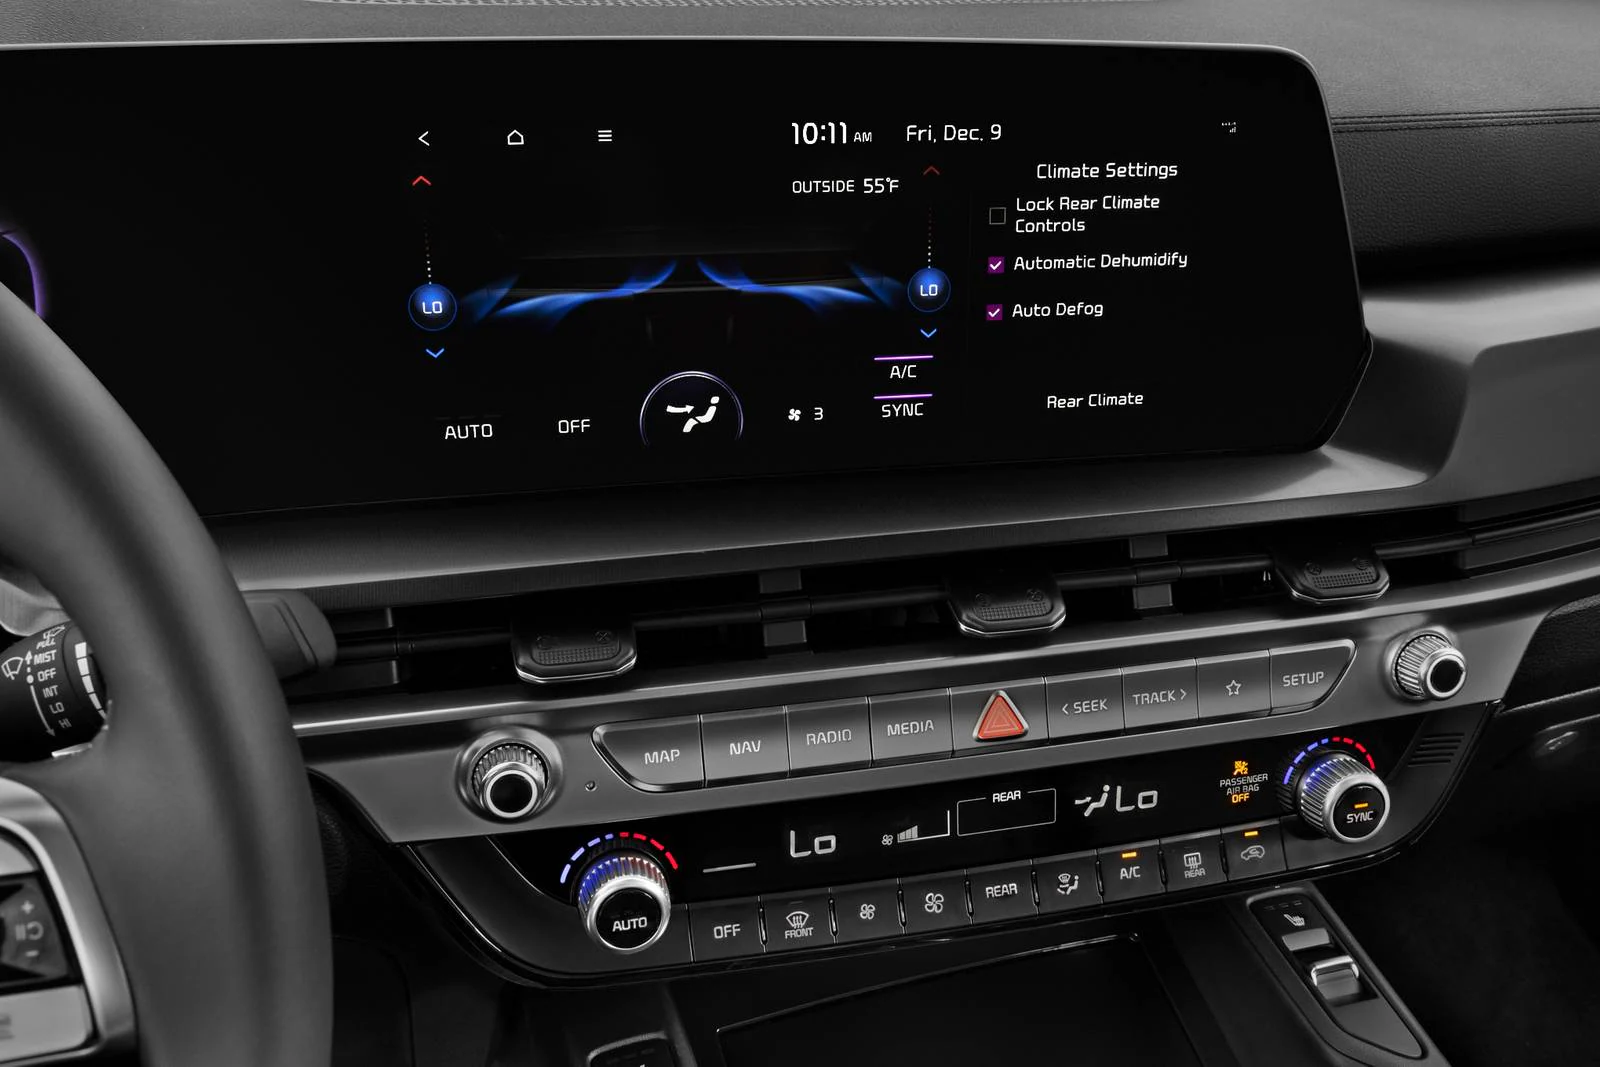 10:11 AM Fri, Dec. 9
OUTSIDE 55°F
Climate Settings
Lock Rear Climate
Controls
Automatic Dehumidify
Auto Defog
LO
LO
A/C
SYNC
AUTO
OFF
3
Rear Climate
PULL
MIST
OFF
INT
LO
HI
MAP
NAV
RADIO
MEDIA
< SEEK
TRACK >
SETUP
Lo
REAR
Lo
PASSENGER
AIR BAG
OFF
SYNC
AUTO
OFF
FRONT
REAR
A/C
REAR